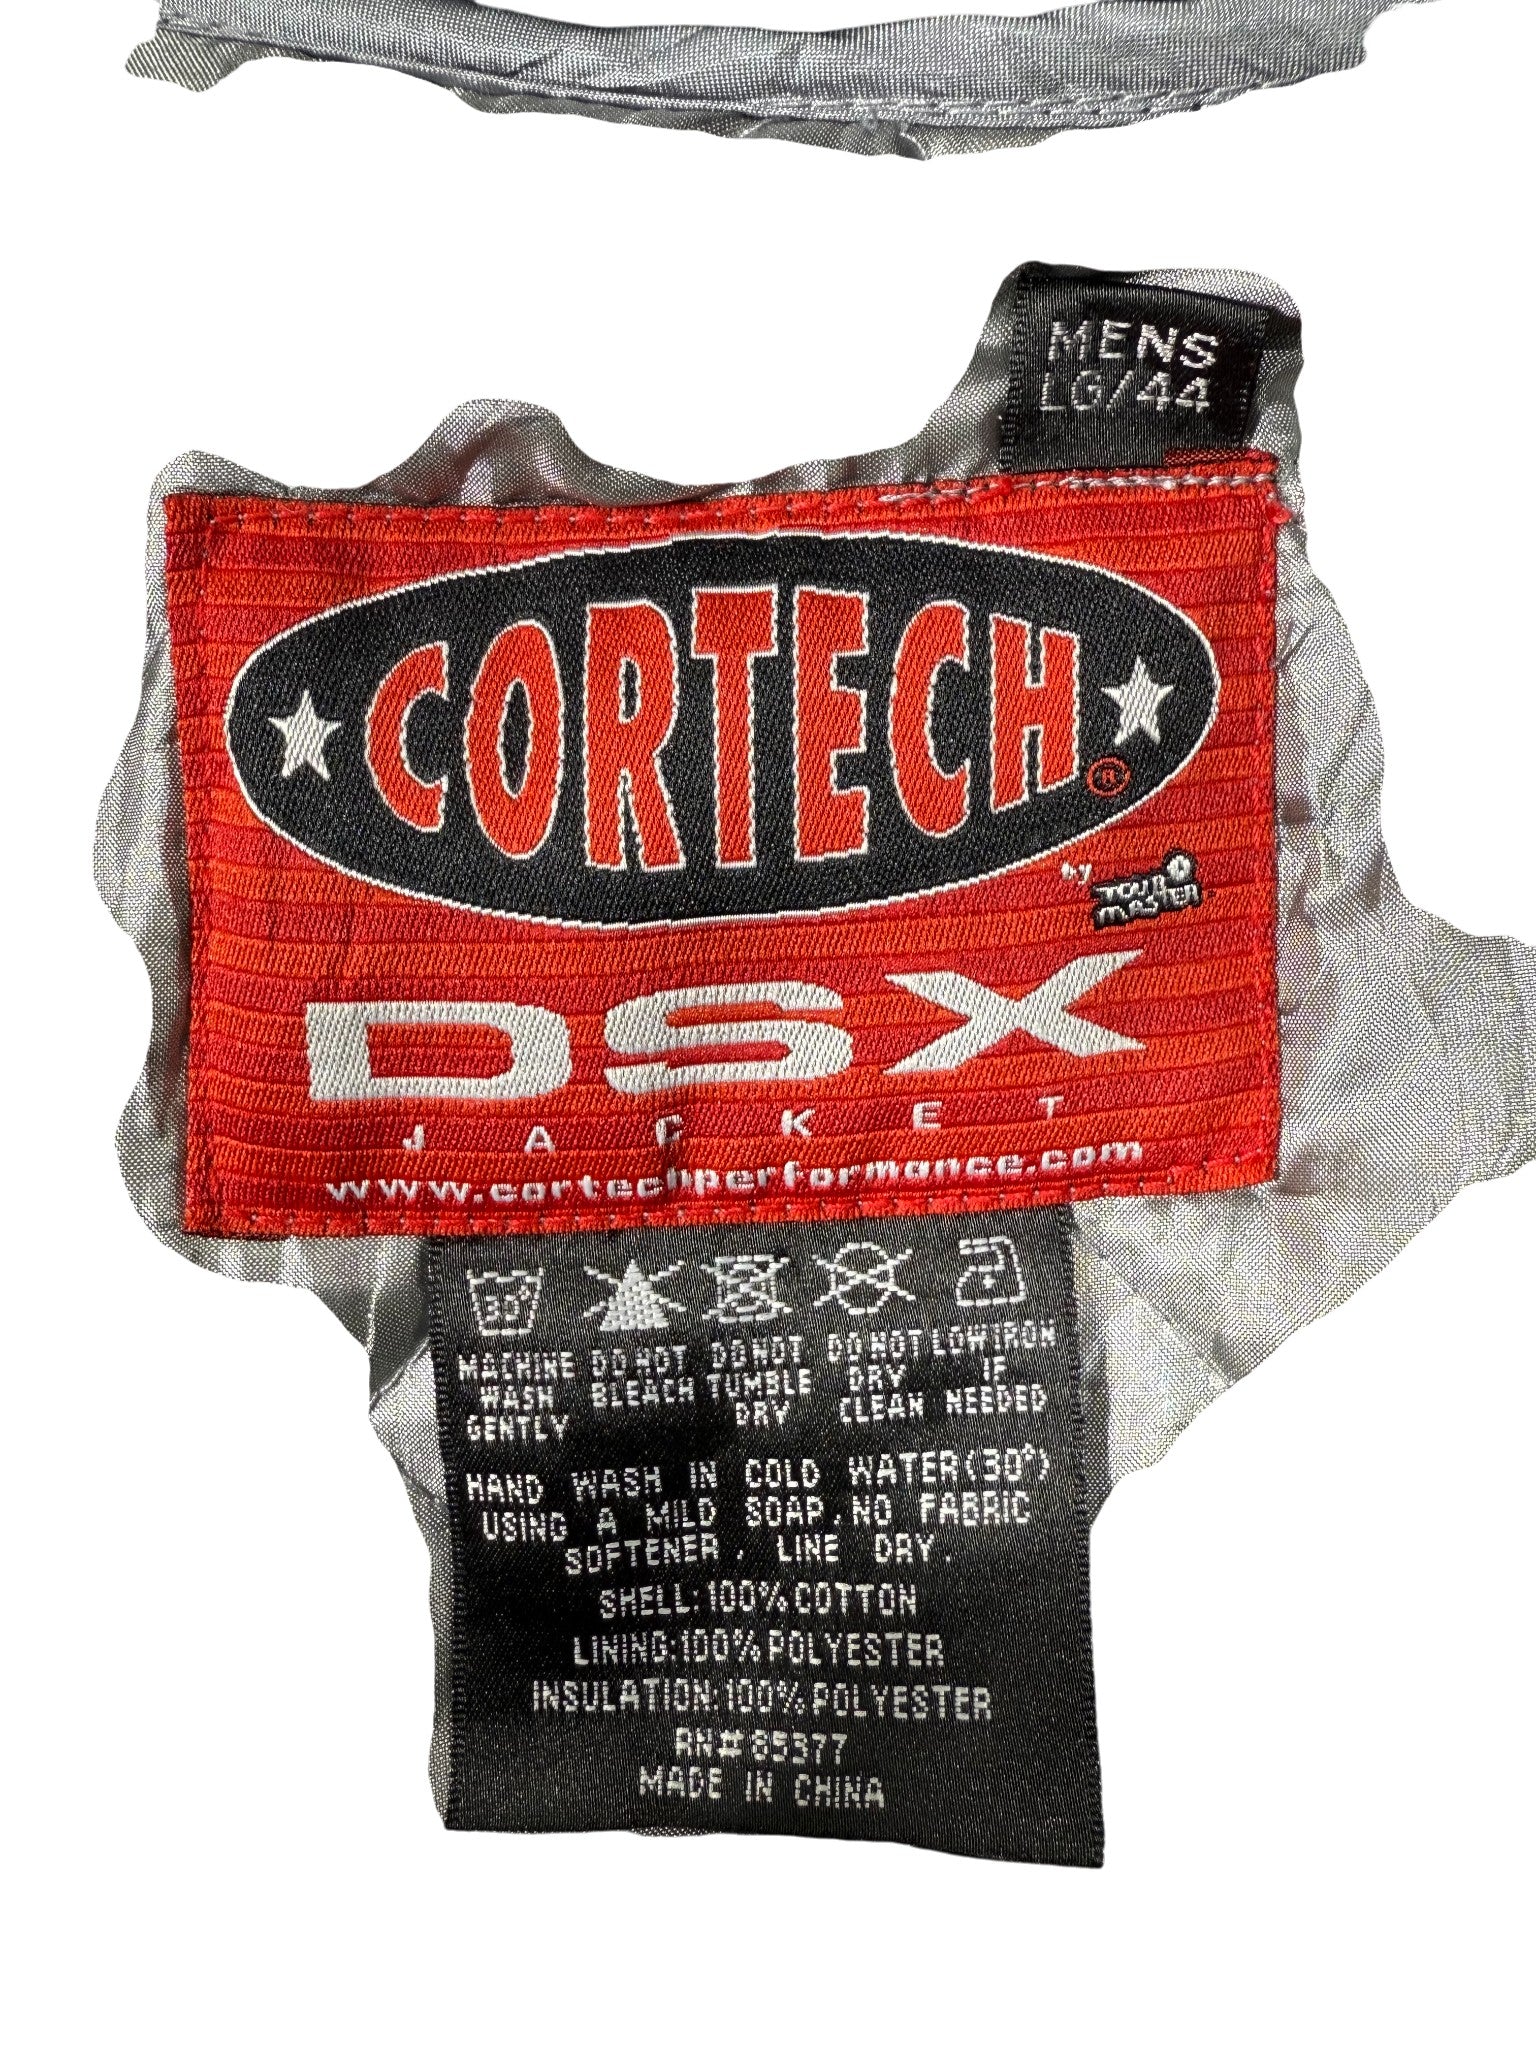 MENS
LG/44
CORTECH®
by TOUR MASTER
DSX
JACKET
www.cortechperformance.com
30°
MACHINE DO NOT DO NOT DO NOT LOW IRON
WASH BLEACH TUMBLE DRY IF
GENTLY DRY CLEAN NEEDED
HAND WASH IN COLD WATER(30°)
USING A MILD SOAP,NO FABRIC
SOFTENER, LINE DRY.
SHELL:100%COTTON
LINING:100%POLYESTER
INSULATION:100%POLYESTER
RN#85377
MADE IN CHINA